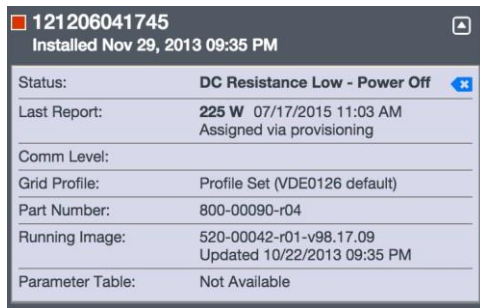 121206041745
Installed Nov 29, 2013 09:35 PM
Status: DC Resistance Low - Power Off
Last Report: 225 W 07/17/2015 11:03 AM
Assigned via provisioning
Comm Level:
Grid Profile: Profile Set (VDE0126 default)
Part Number: 800-00090-r04
Running Image: 520-00042-r01-v98.17.09
Updated 10/22/2013 09:35 PM
Parameter Table: Not Available